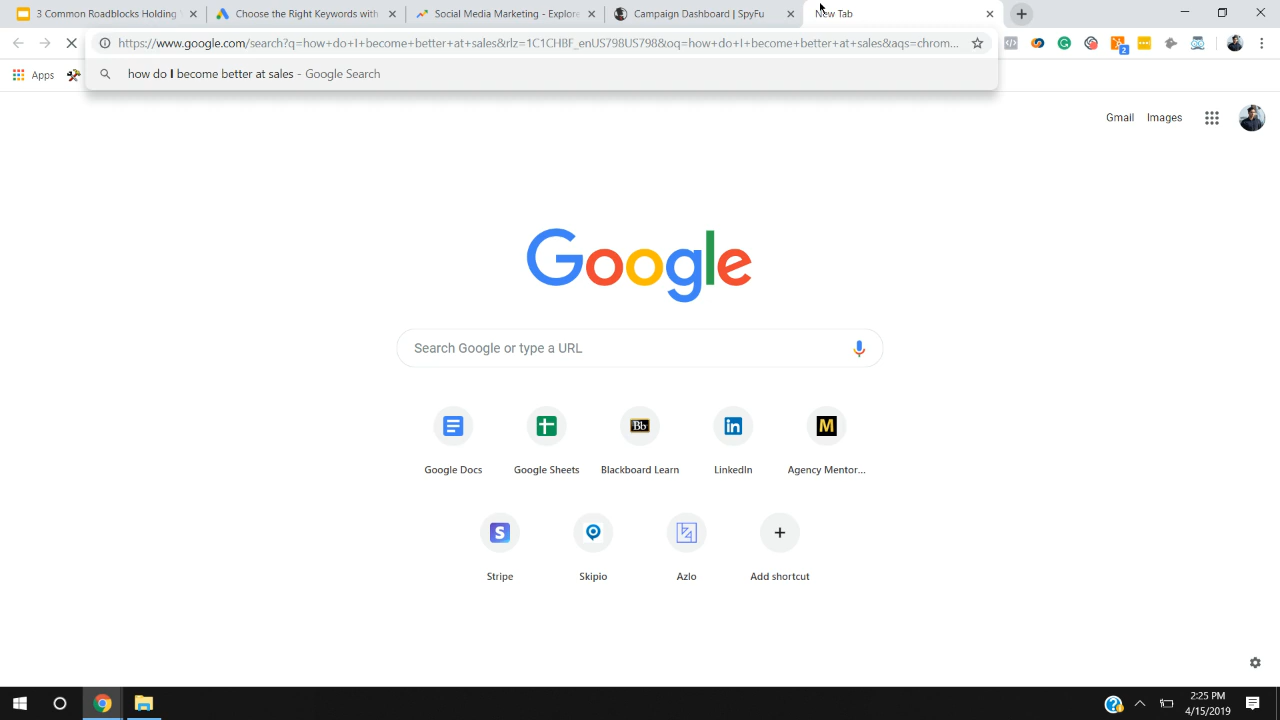 3 Common Roadblocks Holding
Choose the Right Keywords with
Social Media Marketing - Explore
Campaign Dashboard | SpyFu
New Tab
https://www.google.com/search?q=how+do+I+become+better+at+sales&rlz=1C1CHBF_enUS798US798&oq=how+do+I+become+better+at+sales&aqs=chrom...
2
Apps
how do I become better at sales - Google Search
Gmail Images
Google
Search Google or type a URL
Bb
in
M
Google Docs
Google Sheets
Blackboard Learn
LinkedIn
Agency Mentor...
S
Stripe
Skipio
Azlo
Add shortcut
2:25 PM
4/15/2019